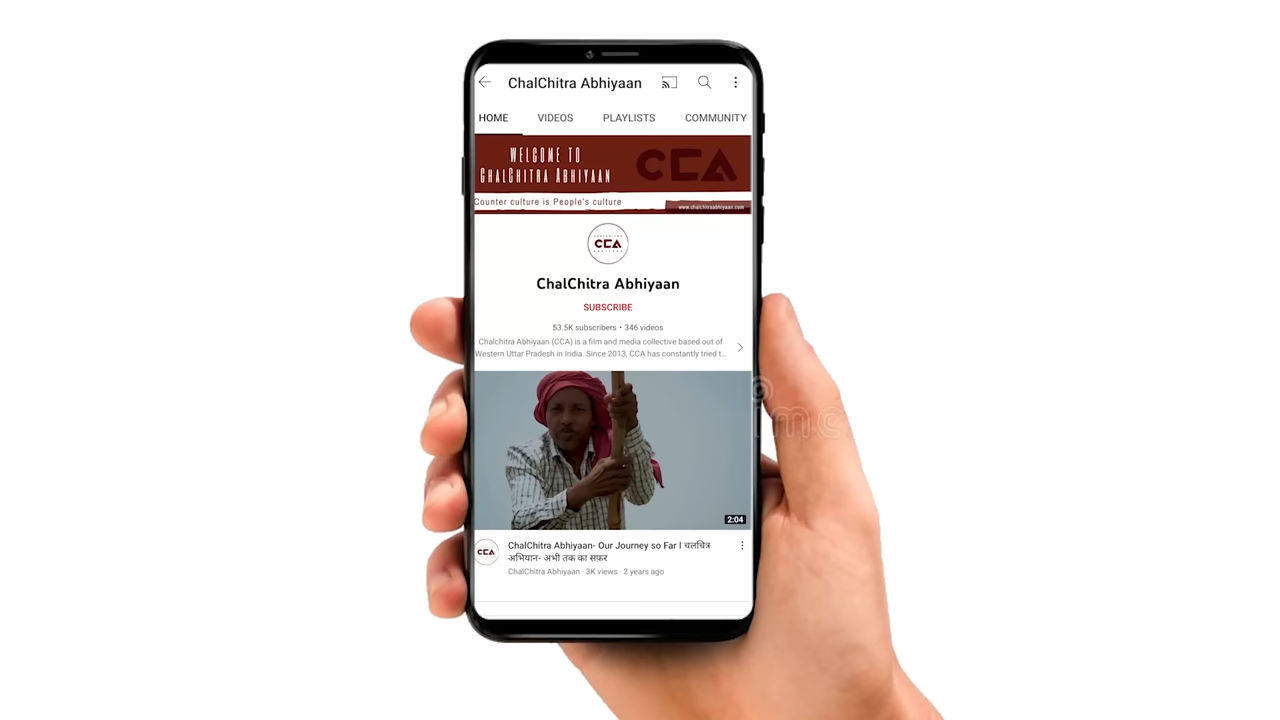 ChalChitra Abhiyaan
HOME VIDEOS PLAYLISTS COMMUNITY
WELCOME TO
CHALCHITRA ABHIYAAN
CCA
Counter culture is People's culture
www.chalchitraabhiyaan.com
CCA
ChalChitra Abhiyaan
SUBSCRIBE
53.5K subscribers • 346 videos
Chalchitra Abhiyaan (CCA) is a film and media collective based out of
Western Uttar Pradesh in India. Since 2013, CCA has constantly tried t...
2:04
CCA
ChalChitra Abhiyaan- Our Journey so Far I चलचित्र
अभियान- अभी तक का सफ़र
ChalChitra Abhiyaan · 3K views · 2 years ago